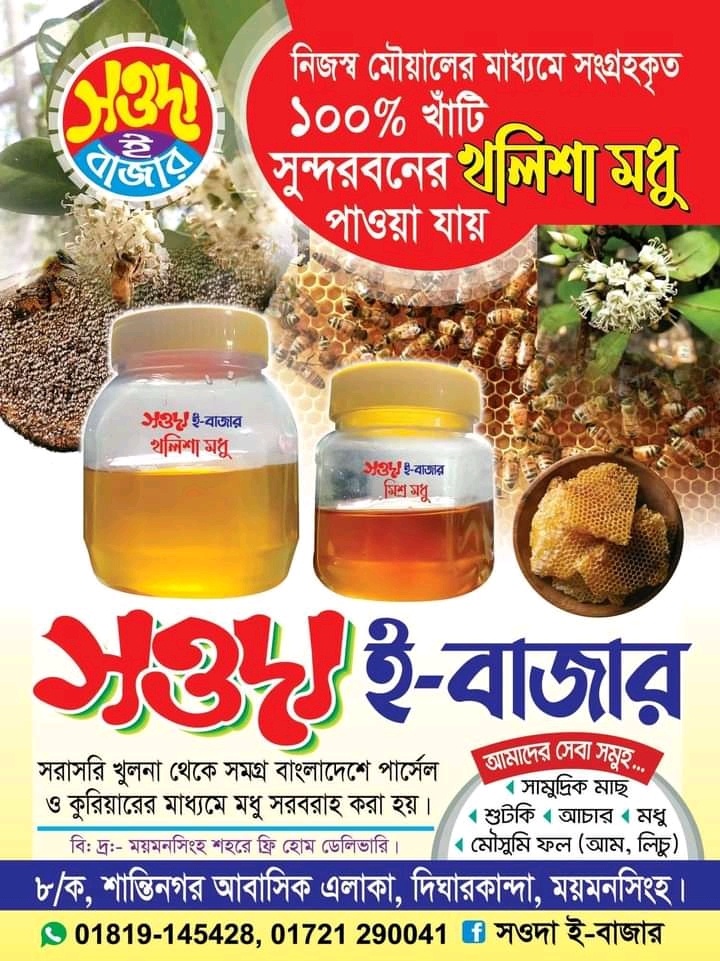 সওদা
ই
বাজার
নিজস্ব মৌয়ালের মাধ্যমে সংগ্রহকৃত
১০০% খাঁটি
সুন্দরবনের খলিশা মধু
পাওয়া যায়
সওদা ই-বাজার
খলিশা মধু
সওদা ই-বাজার
মিশ্র মধু
সওদা ই-বাজার
সরাসরি খুলনা থেকে সমগ্র বাংলাদেশে পার্সেল
ও কুরিয়ারের মাধ্যমে মধু সরবরাহ করা হয়।
বি: দ্র:- ময়মনসিংহ শহরে ফ্রি হোম ডেলিভারি।
আমাদের সেবা সমুহ...
সামুদ্রিক মাছ
শুটকি আচার মধু
মৌসুমি ফল (আম, লিচু)
৮/ক, শান্তিনগর আবাসিক এলাকা, দিঘারকান্দা, ময়মনসিংহ।
01819-145428, 01721 290041 সওদা ই-বাজার